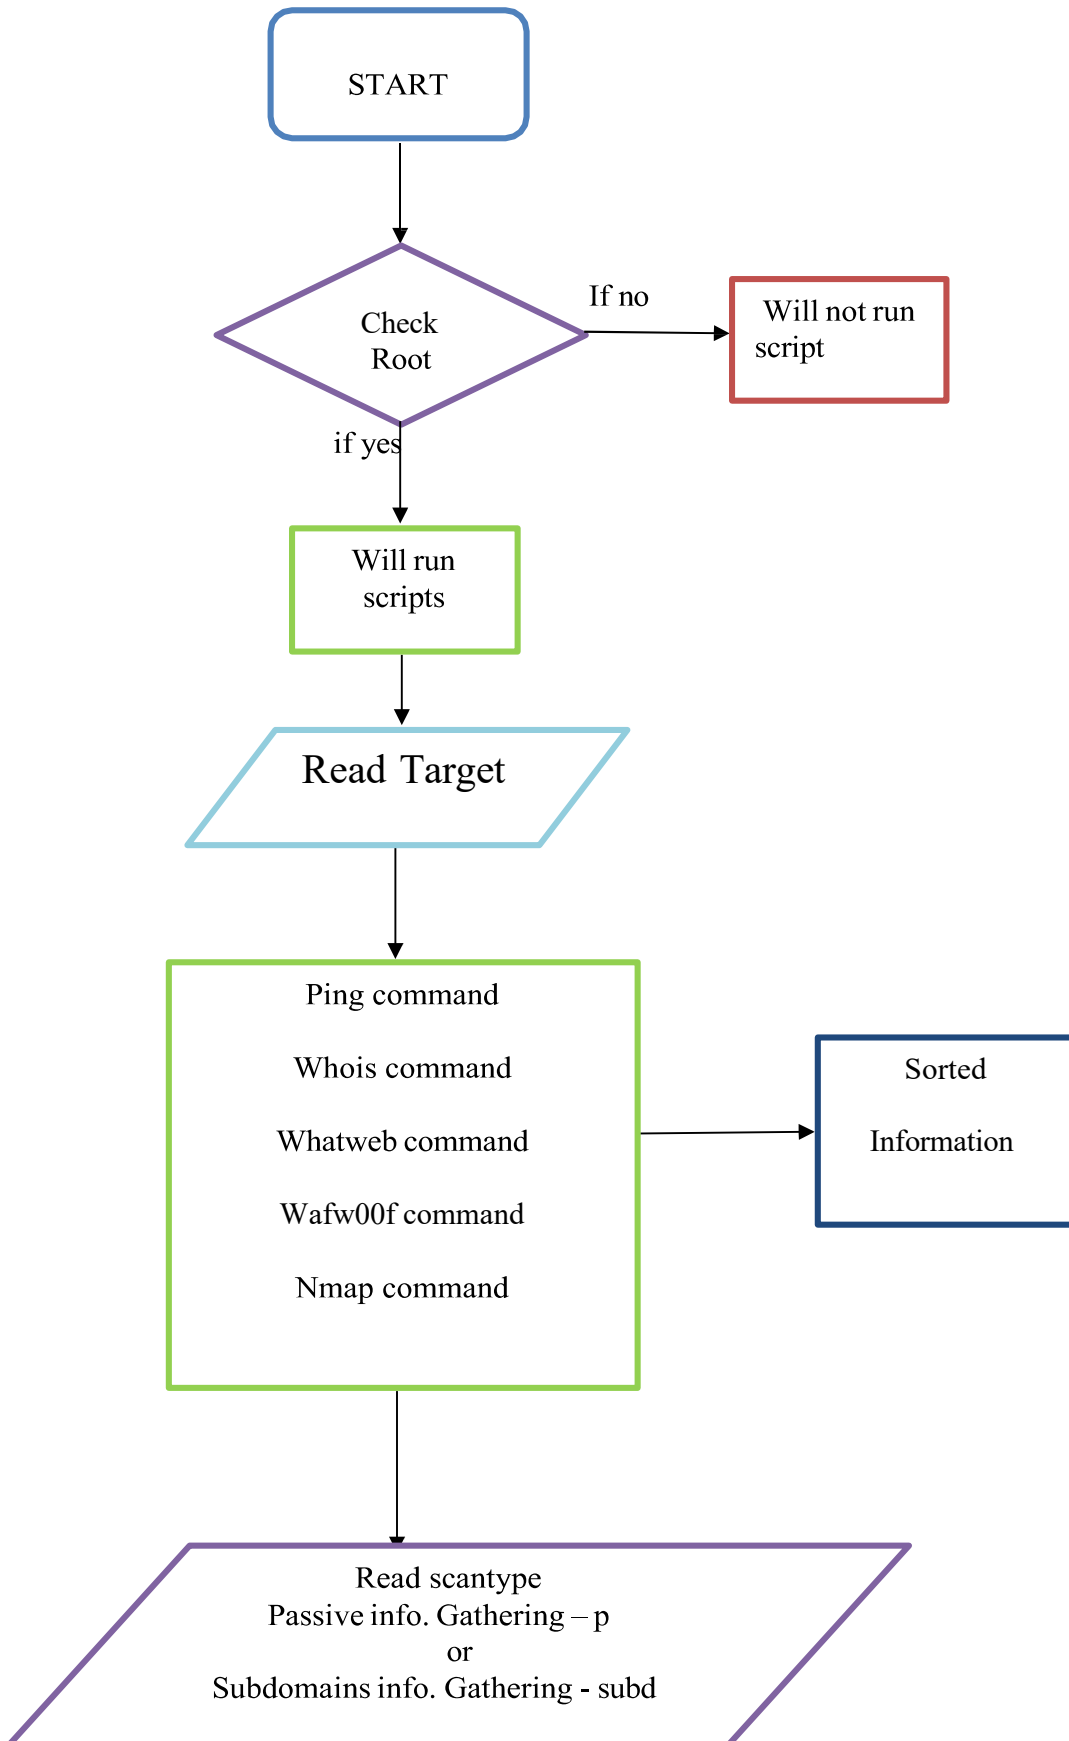 START
Check
Root
If no
Will not run
script
if yes
Will run
scripts
Read Target
Ping command
Whois command
Whatweb command
Wafw00f command
Nmap command
Sorted
Information
Read scantype
Passive info. Gathering – p
or
Subdomains info. Gathering - subd